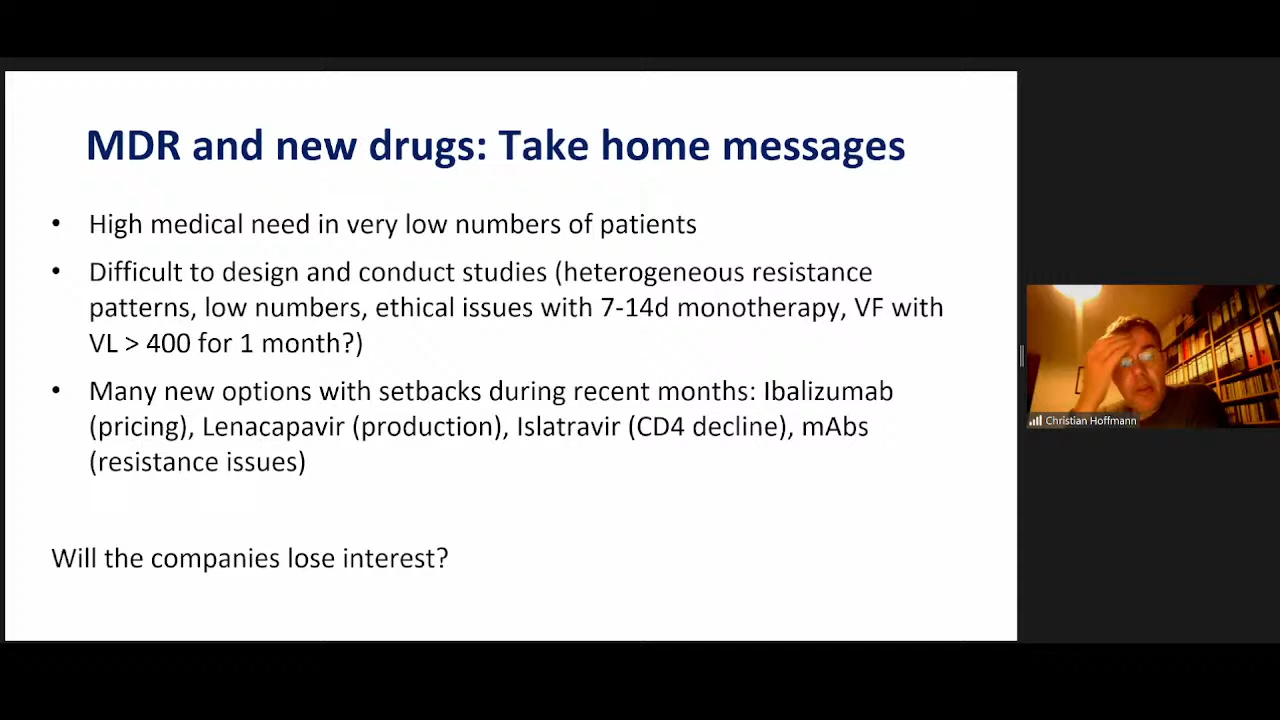 MDR and new drugs: Take home messages
• High medical need in very low numbers of patients
• Difficult to design and conduct studies (heterogeneous resistance
patterns, low numbers, ethical issues with 7-14d monotherapy, VF with
VL > 400 for 1 month?)
• Many new options with setbacks during recent months: Ibalizumab
(pricing), Lenacapavir (production), Islatravir (CD4 decline), mAbs
(resistance issues)
Will the companies lose interest?
Christian Hoffmann